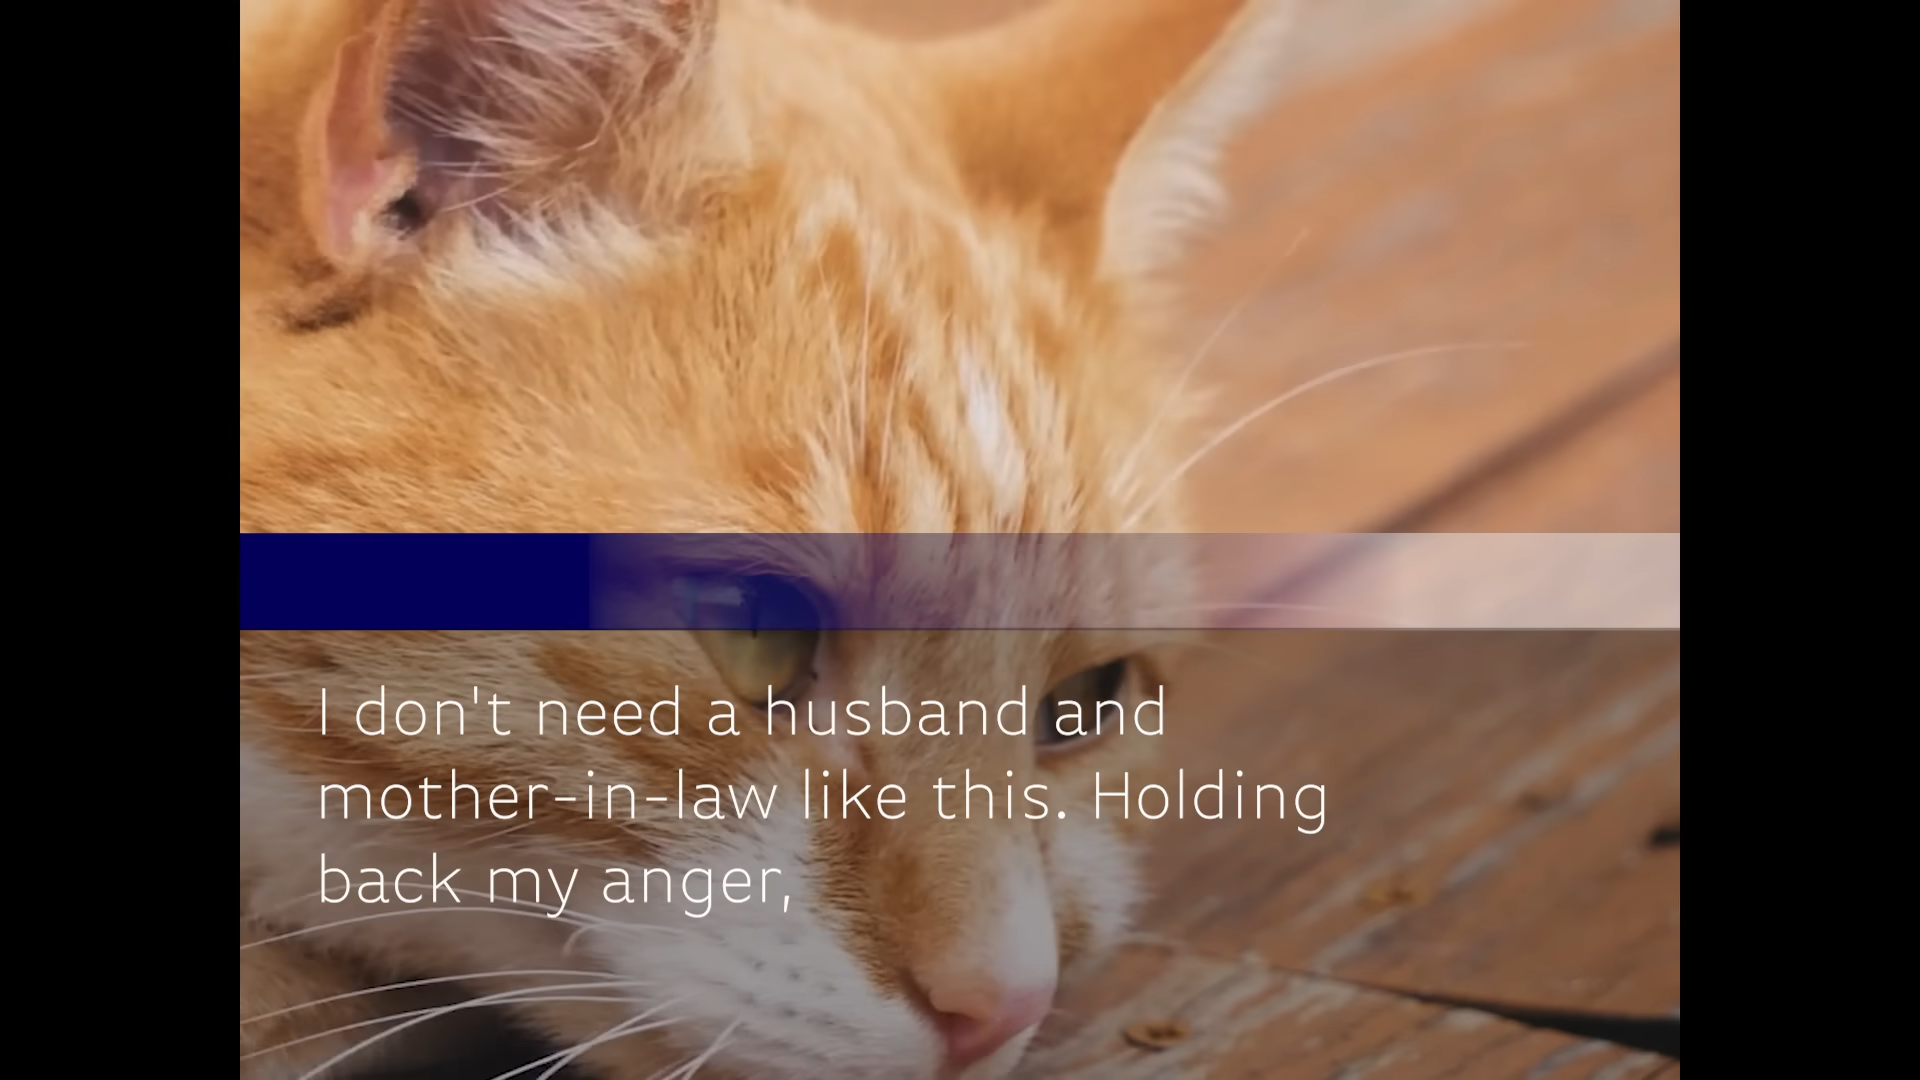 I don't need a husband and
mother-in-law like this. Holding
back my anger,